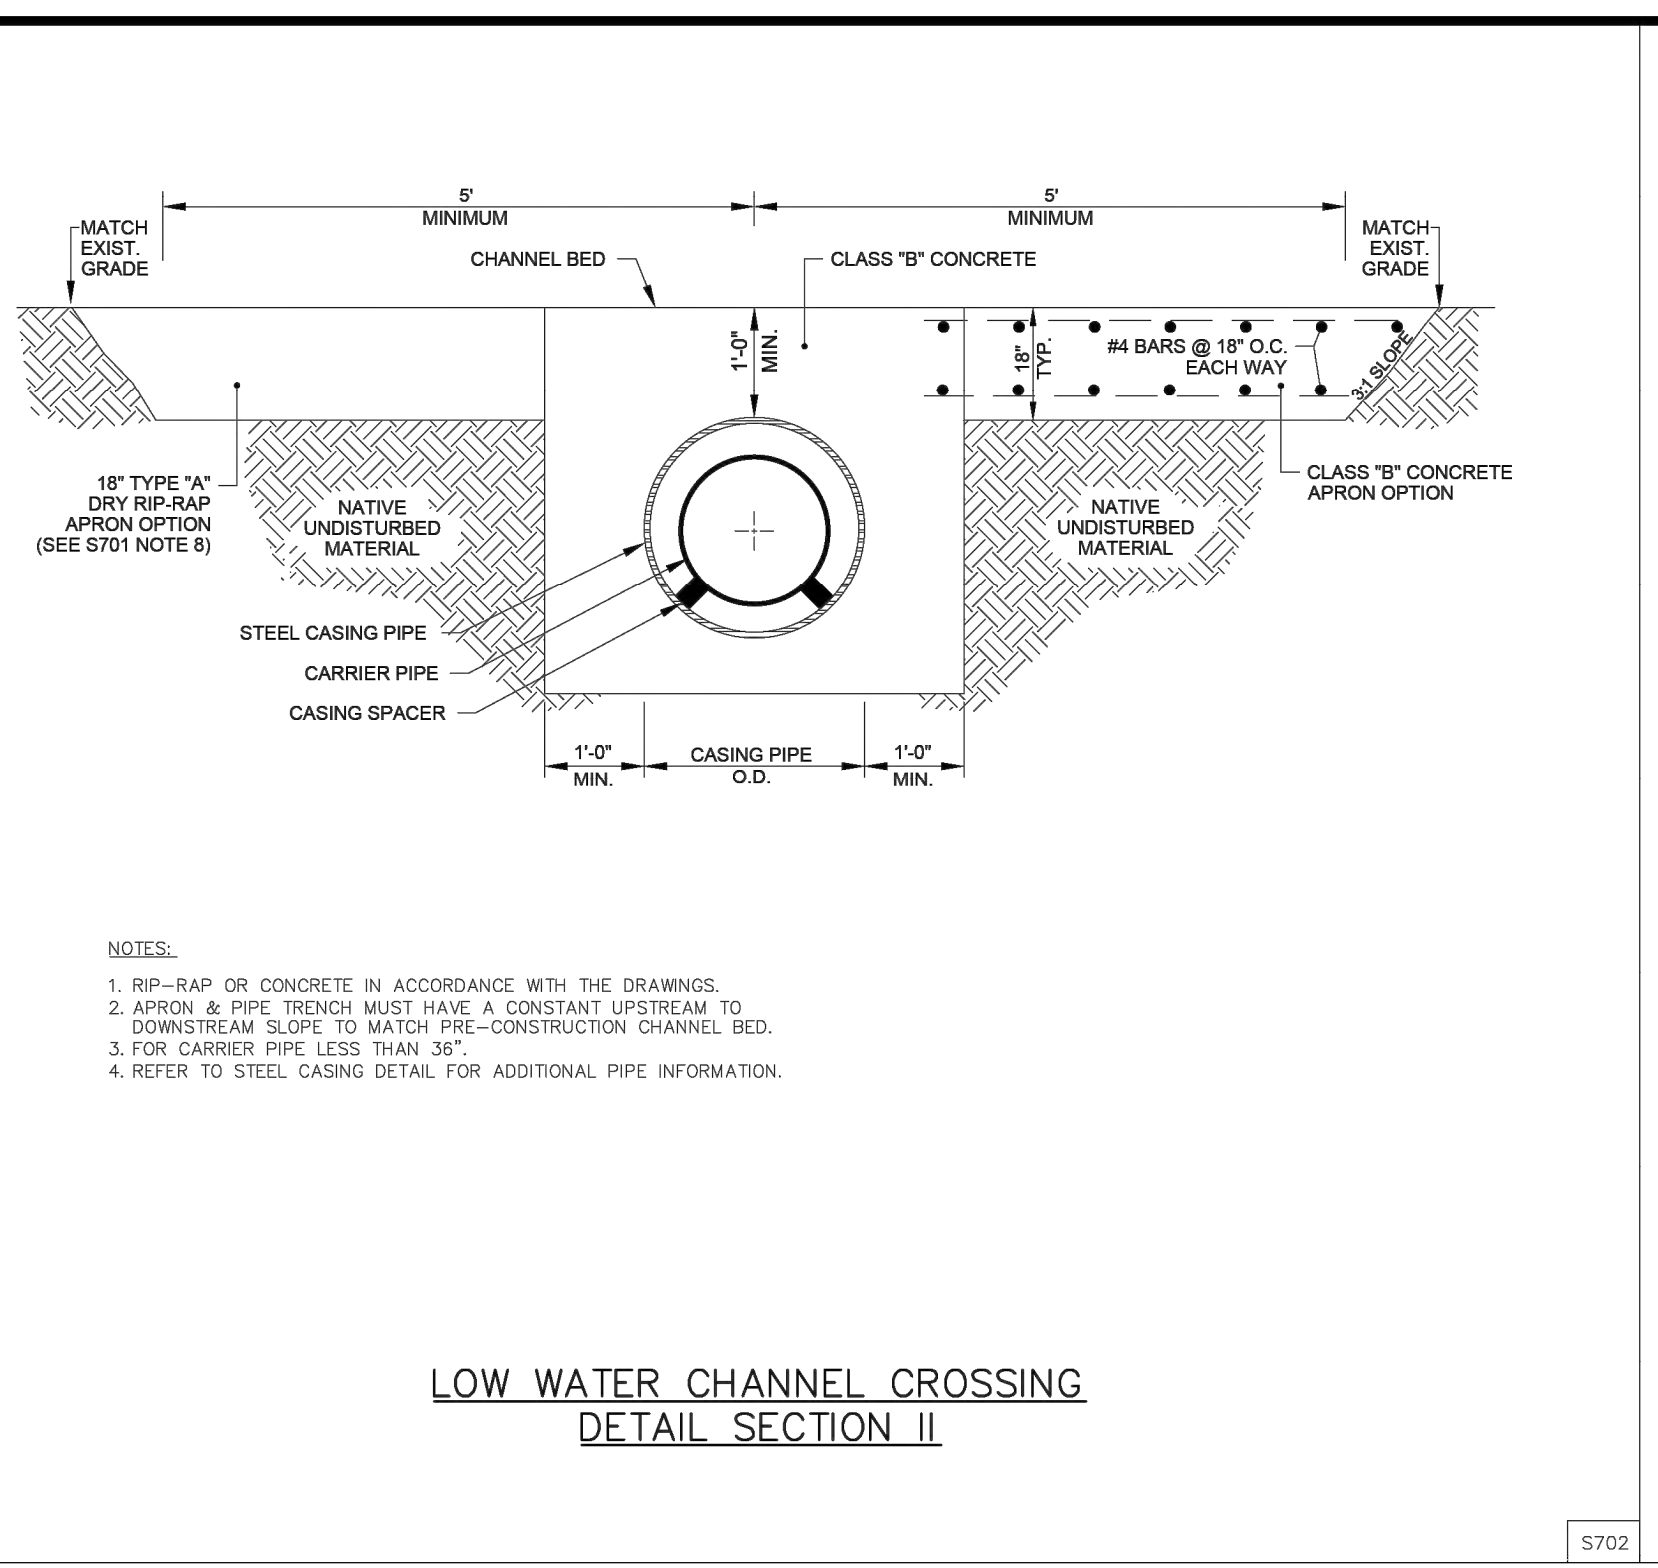 5'
MINIMUM
5'
MINIMUM
MATCH
EXIST.
GRADE
CHANNEL BED
CLASS "B" CONCRETE
MATCH
EXIST.
GRADE
1'-0"
MIN.
18"
TYP.
#4 BARS @ 18" O.C.
EACH WAY
3:1 SLOPE
18" TYPE "A"
DRY RIP-RAP
APRON OPTION
(SEE S701 NOTE 8)
NATIVE
UNDISTURBED
MATERIAL
NATIVE
UNDISTURBED
MATERIAL
CLASS "B" CONCRETE
APRON OPTION
STEEL CASING PIPE
CARRIER PIPE
CASING SPACER
1'-0"
MIN.
CASING PIPE
O.D.
1'-0"
MIN.
NOTES:
1. RIP-RAP OR CONCRETE IN ACCORDANCE WITH THE DRAWINGS.
2. APRON & PIPE TRENCH MUST HAVE A CONSTANT UPSTREAM TO
DOWNSTREAM SLOPE TO MATCH PRE-CONSTRUCTION CHANNEL BED.
3. FOR CARRIER PIPE LESS THAN 36".
4. REFER TO STEEL CASING DETAIL FOR ADDITIONAL PIPE INFORMATION.
LOW WATER CHANNEL CROSSING
DETAIL SECTION II
S702